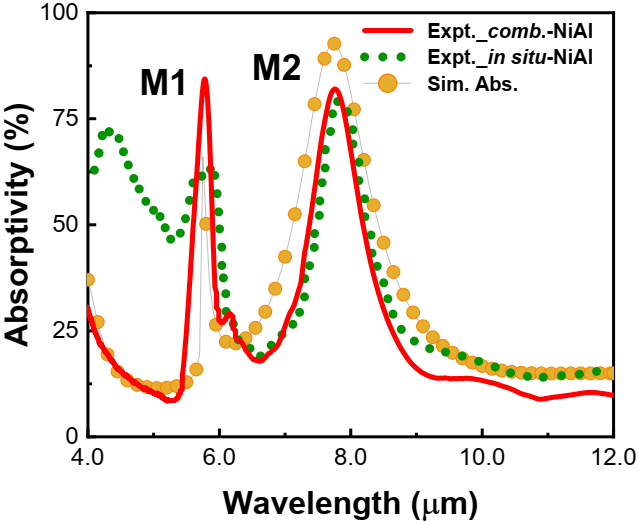 100
75
50
25
0
4.0
6.0
8.0
10.0
12.0
Absorptivity (%)
Wavelength (μm)
M1
M2
Expt._comb.-NiAl
Expt._in situ-NiAl
Sim. Abs.